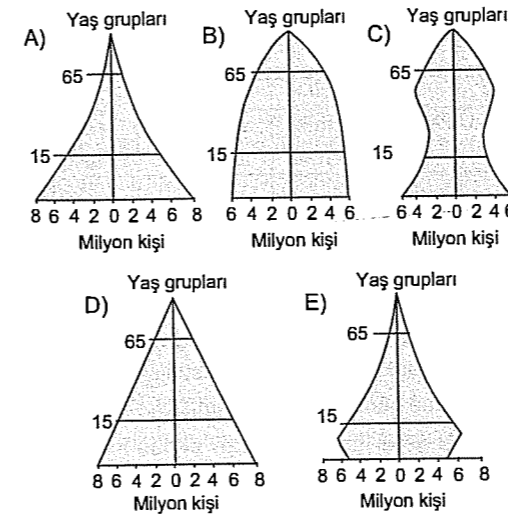 A) Yaş grupları
65
15
8 6 4 2 0 2 4 6 8
Milyon kişi
B) Yaş grupları
65
15
6 4 2 0 2 4 6
Milyon kişi
C) Yaş grupları
65
15
6 4 2 0 2 4 6
Milyon kişi
D) Yaş grupları
65
15
8 6 4 2 0 2 4 6 8
Milyon kişi
E) Yaş grupları
65
15
8 6 4 2 0 2 4 6 8
Milyon kişi